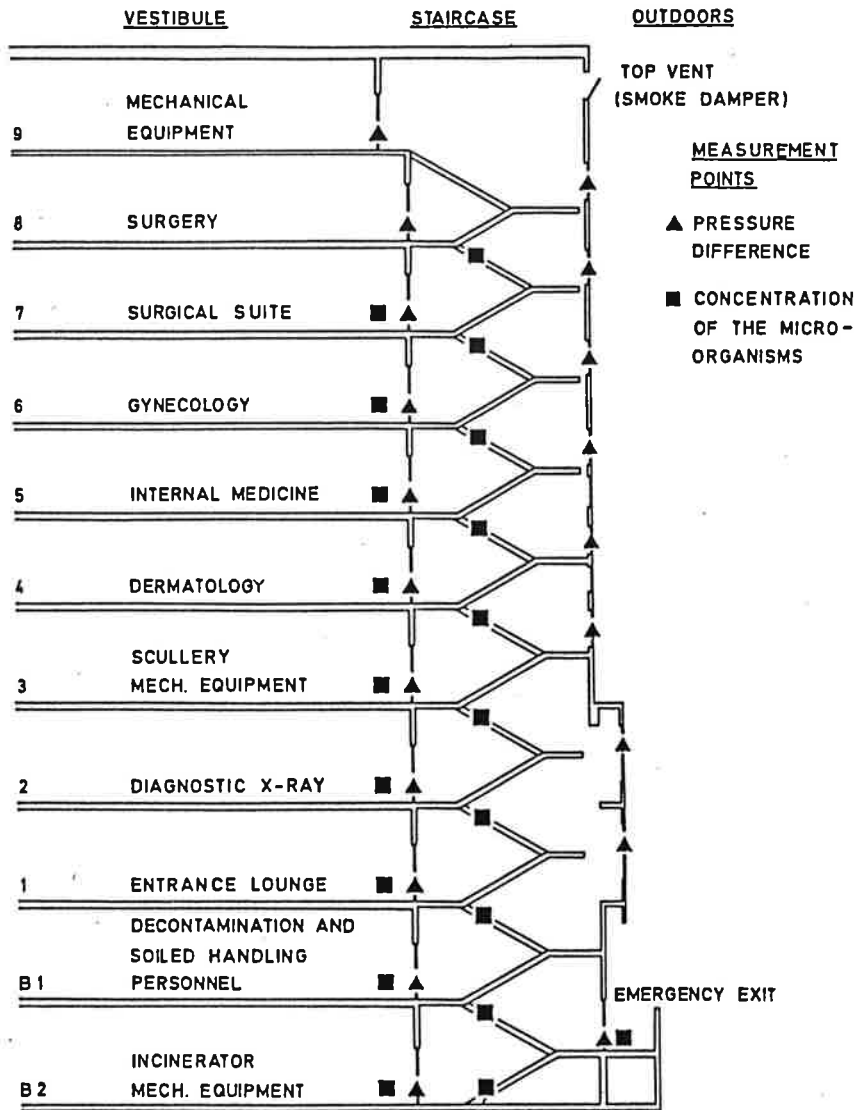 VESTIBULE STAIRCASE OUTDOORS
TOP VENT
(SMOKE DAMPER)
MECHANICAL
9 EQUIPMENT
MEASUREMENT
POINTS
▲ PRESSURE
DIFFERENCE
8 SURGERY
■ CONCENTRATION
OF THE MICRO-
ORGANISMS
7 SURGICAL SUITE
6 GYNECOLOGY
5 INTERNAL MEDICINE
4 DERMATOLOGY
SCULLERY
3 MECH. EQUIPMENT
2 DIAGNOSTIC X-RAY
1 ENTRANCE LOUNGE
DECONTAMINATION AND
SOILED HANDLING
B1 PERSONNEL
EMERGENCY EXIT
INCINERATOR
B2 MECH. EQUIPMENT